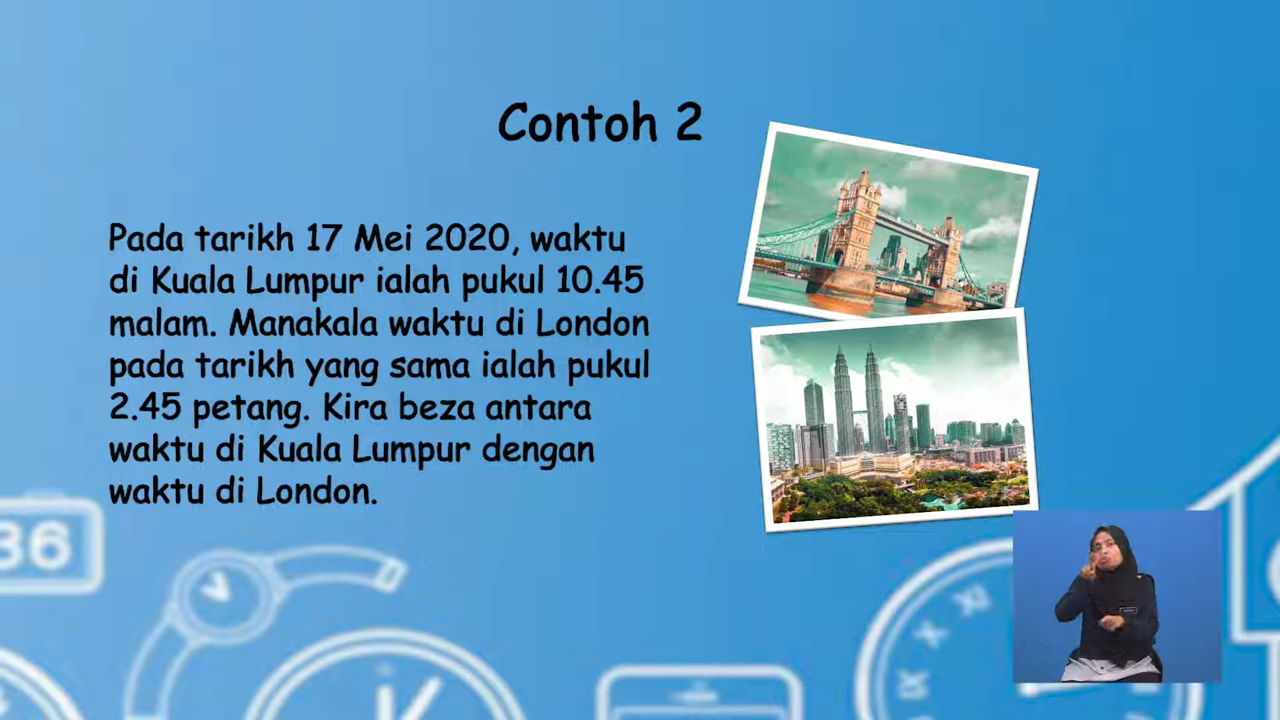 Contoh 2
Pada tarikh 17 Mei 2020, waktu
di Kuala Lumpur ialah pukul 10.45
malam. Manakala waktu di London
pada tarikh yang sama ialah pukul
2.45 petang. Kira beza antara
waktu di Kuala Lumpur dengan
waktu di London.
36